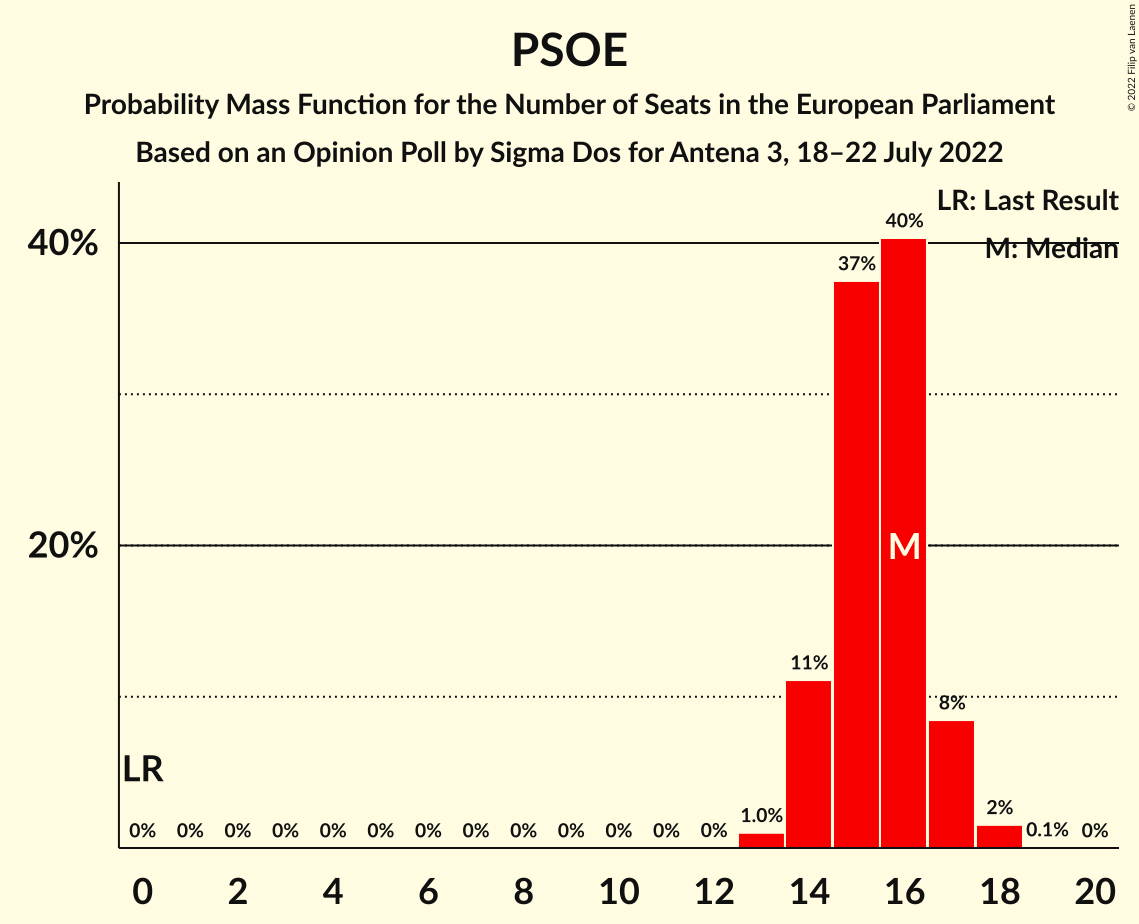 PSOE
Probability Mass Function for the Number of Seats in the European Parliament
Based on an Opinion Poll by Sigma Dos for Antena 3, 18–22 July 2022
© 2022 Filip van Laenen
LR: Last Result
M: Median
40%
20%
40%
37%
M
11%
8%
LR
0% 0% 0% 0% 0% 0% 0% 0% 0% 0% 0% 0% 0% 1.0% 2% 0.1% 0%
0 2 4 6 8 10 12 14 16 18 20